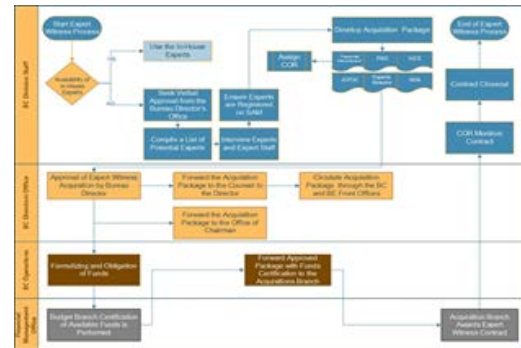 Start Expert
Witness Process
Develop Acquisition Package
End of Expert
Witness Process
Use the In-House
Experts
Assign
COR
Availability of
In-House
Experts
Seek Verbal
Approval from the
Bureau Director's
Office
Ensure Experts
are Registered
on SAM
Contract Closeout
Compile a List of
Potential Experts
Interview Experts
and Expert Staff
COR Monitors
Contract
BC Division Staff
Approval of Expert Witness
Acquisition by Bureau
Director
Forward the Acquisition
Package to the Counsel to
the Director
Circulate Acquisition
Package through the BC
and BE Front Offices
Forward the Acquisition
Package to the Office of
Chairman
BC Directors Office
Formulizing and Obligation
of Funds
Forward Approved
Package with Funds
Certification to the
Acquisitions Branch
BC Operations
Budget Branch Certification
of Available Funds is
Performed
Acquisition Branch
Awards Expert
Witness Contract
Financial
Management
Office